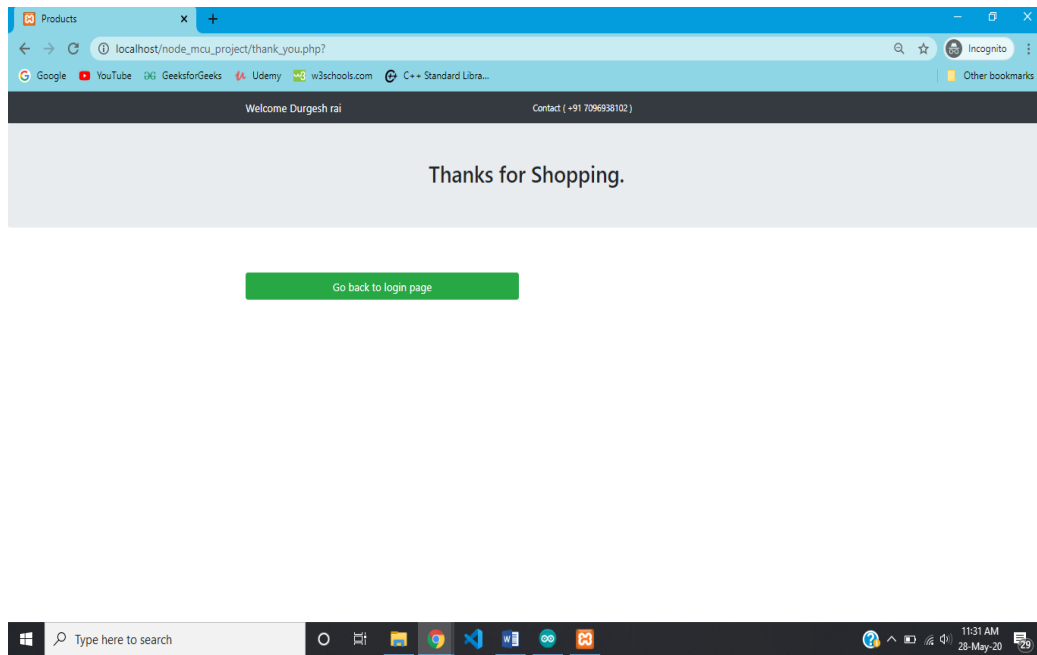 Products
localhost/node_mcu_project/thank_you.php?
Incognito
Google YouTube GeeksforGeeks Udemy w3schools.com C++ Standard Libra... Other bookmarks
Welcome Durgesh rai Contact ( +91 7096938102 )
Thanks for Shopping.
Go back to login page
Type here to search
11:31 AM
28-May-20
29